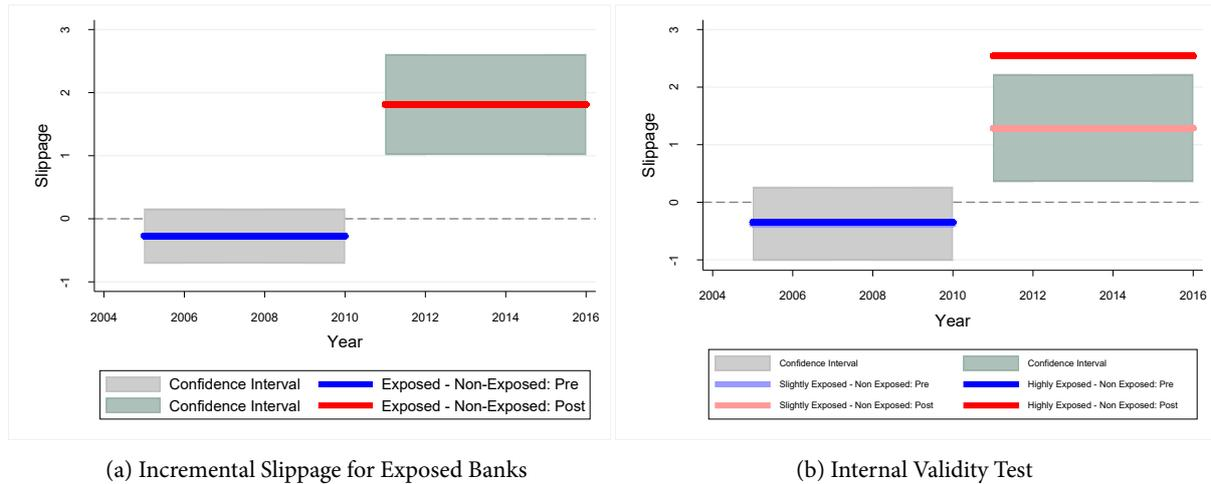 3
2
1
0
-1
Slippage
2004 2006 2008 2010 2012 2014 2016
Year
Confidence Interval Exposed - Non-Exposed: Pre
Confidence Interval Exposed - Non-Exposed: Post
(a) Incremental Slippage for Exposed Banks
3
2
1
0
-1
Slippage
2004 2006 2008 2010 2012 2014 2016
Year
Confidence Interval Confidence Interval
Slightly Exposed - Non Exposed: Pre Highly Exposed - Non Exposed: Pre
Slightly Exposed - Non Exposed: Post Highly Exposed - Non Exposed: Post
(b) Internal Validity Test